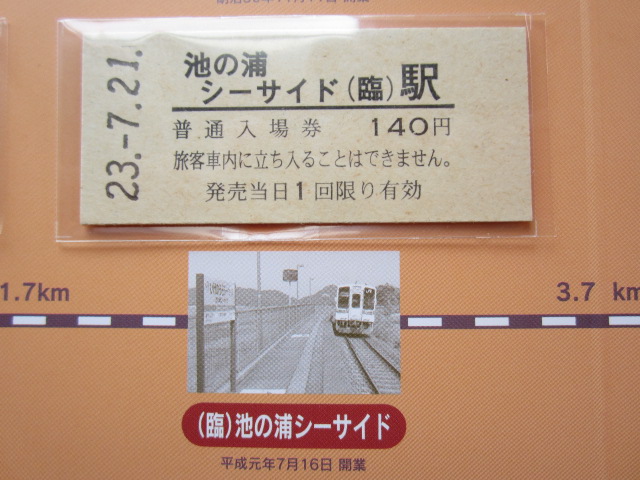 23.-7.21.
池の浦
シーサイド(臨)駅
普通入場券 140円
旅客車内に立ち入ることはできません。
発売当日1回限り有効
1.7km
3.7 km
(臨)池の浦シーサイド
平成元年7月16日 開業